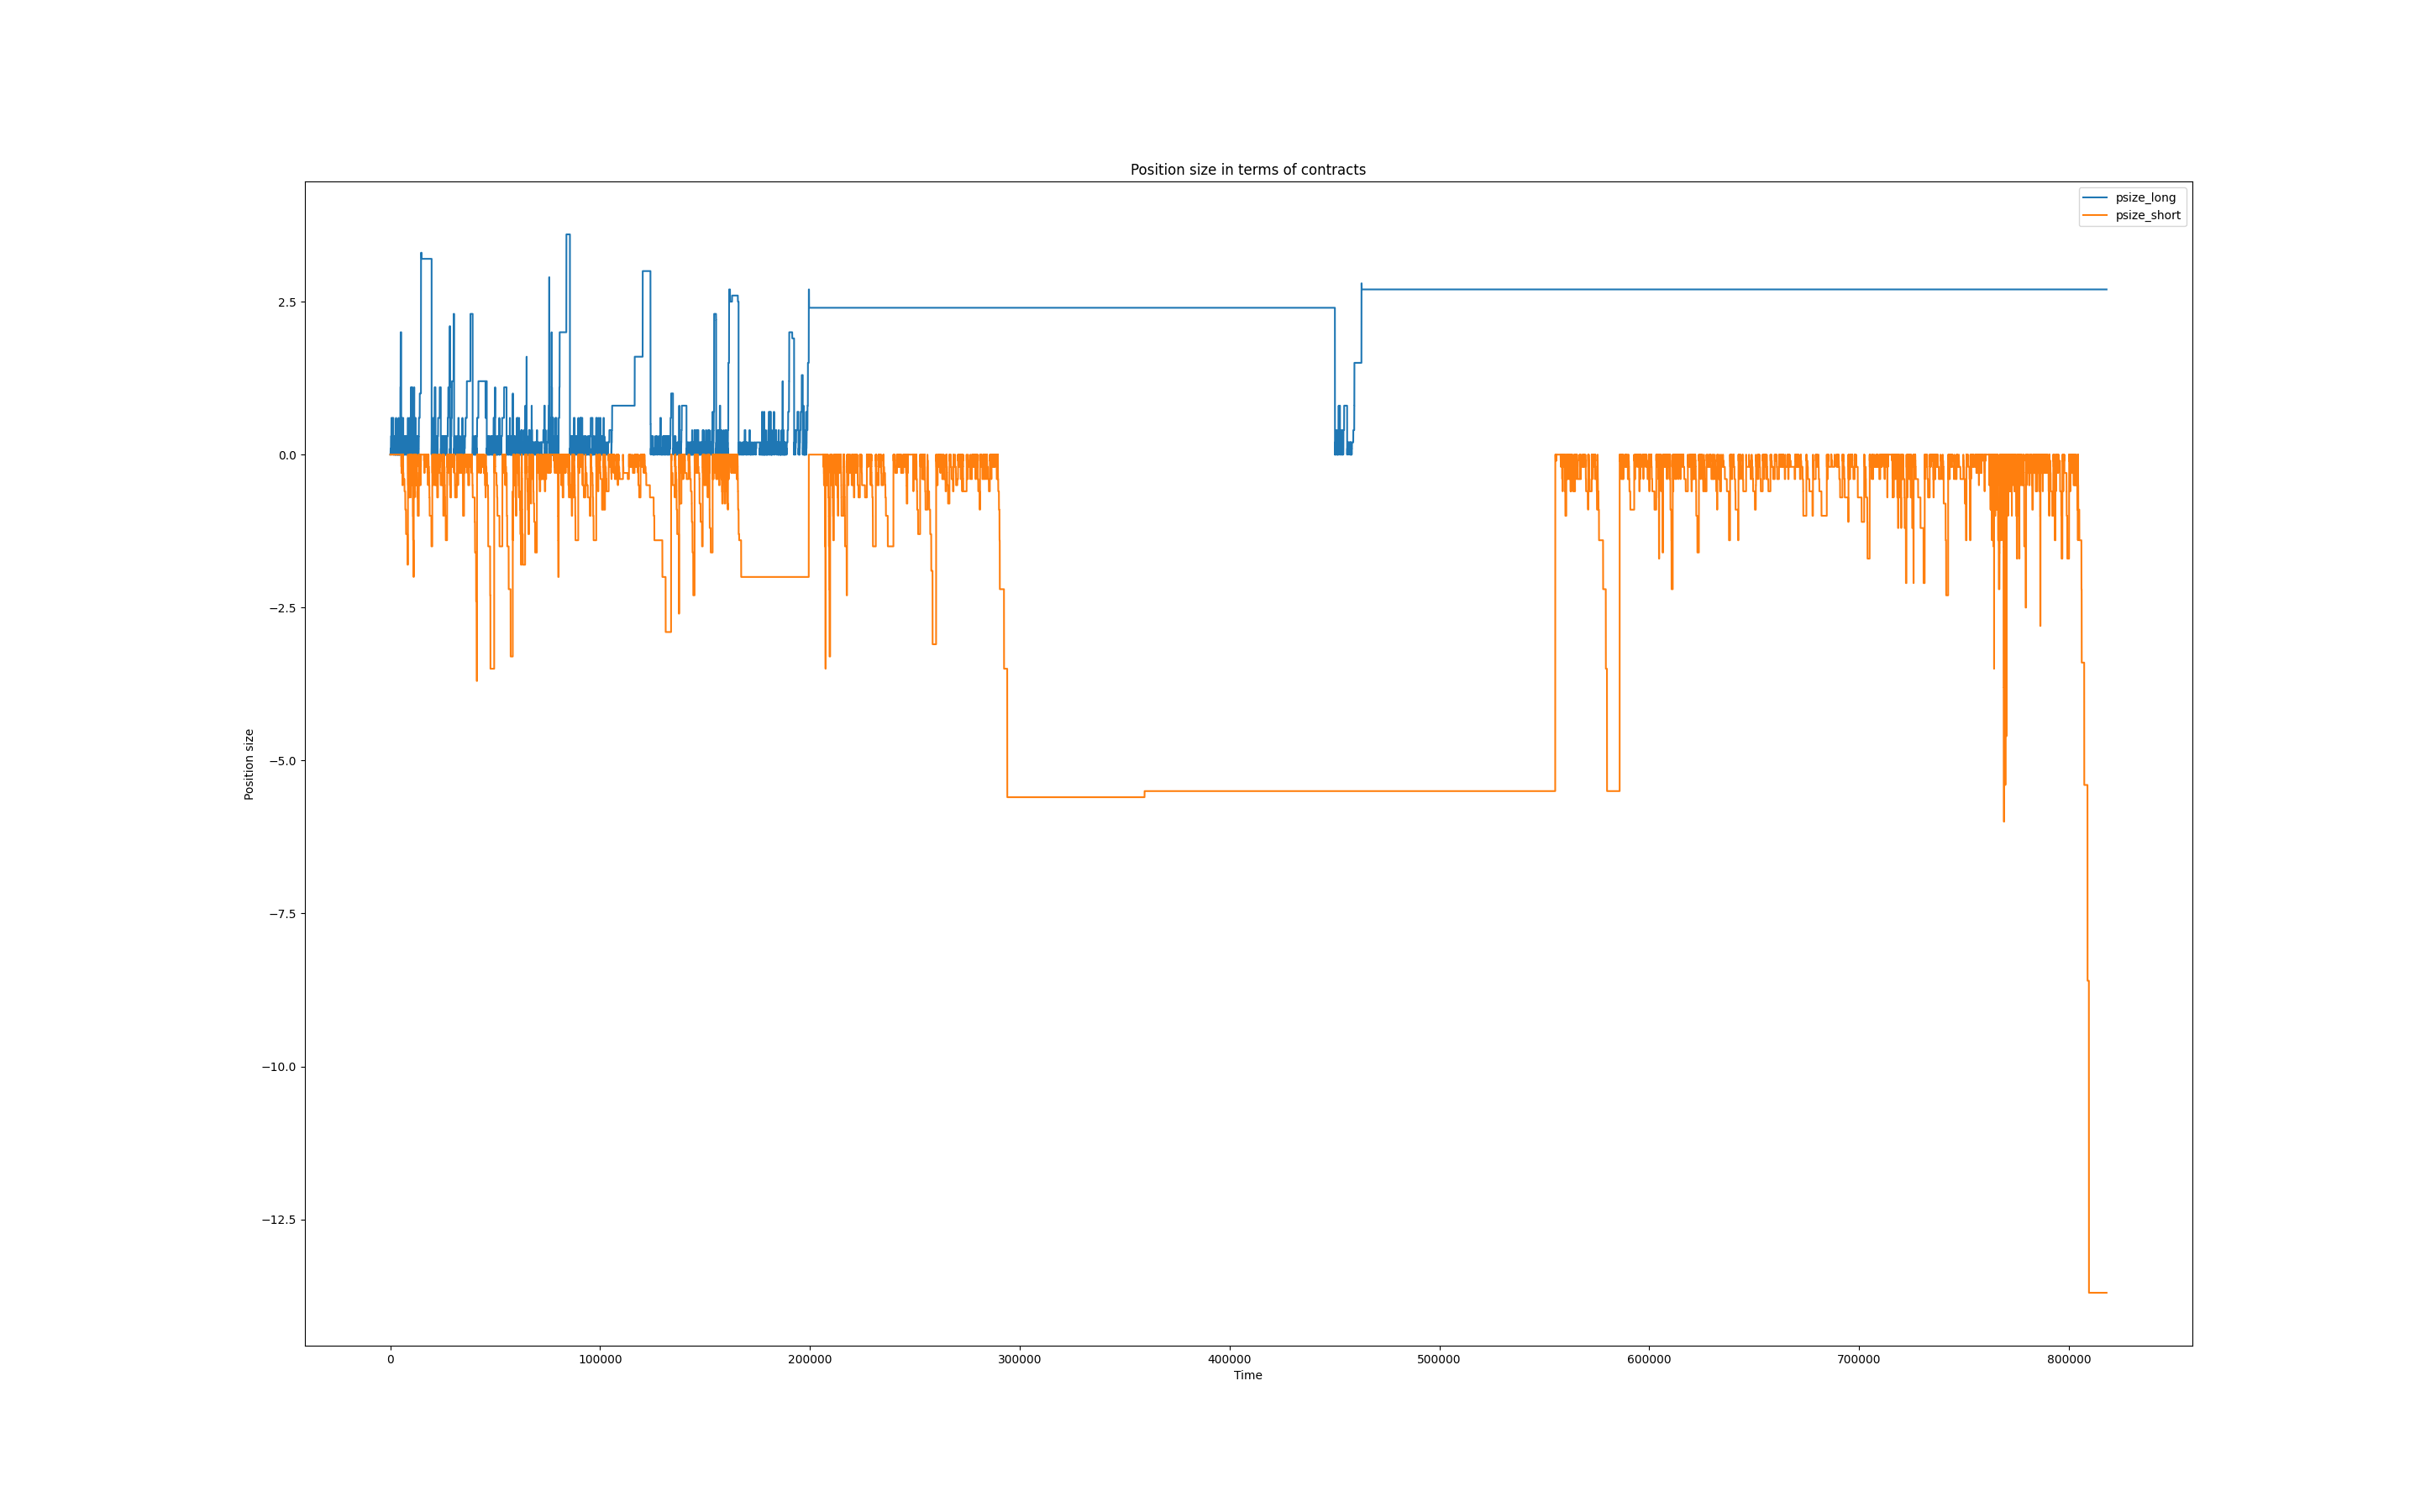 Position size in terms of contracts
psize_long
psize_short
Position size
2.5
0.0
−2.5
−5.0
−7.5
−10.0
−12.5
0 100000 200000 300000 400000 500000 600000 700000 800000
Time